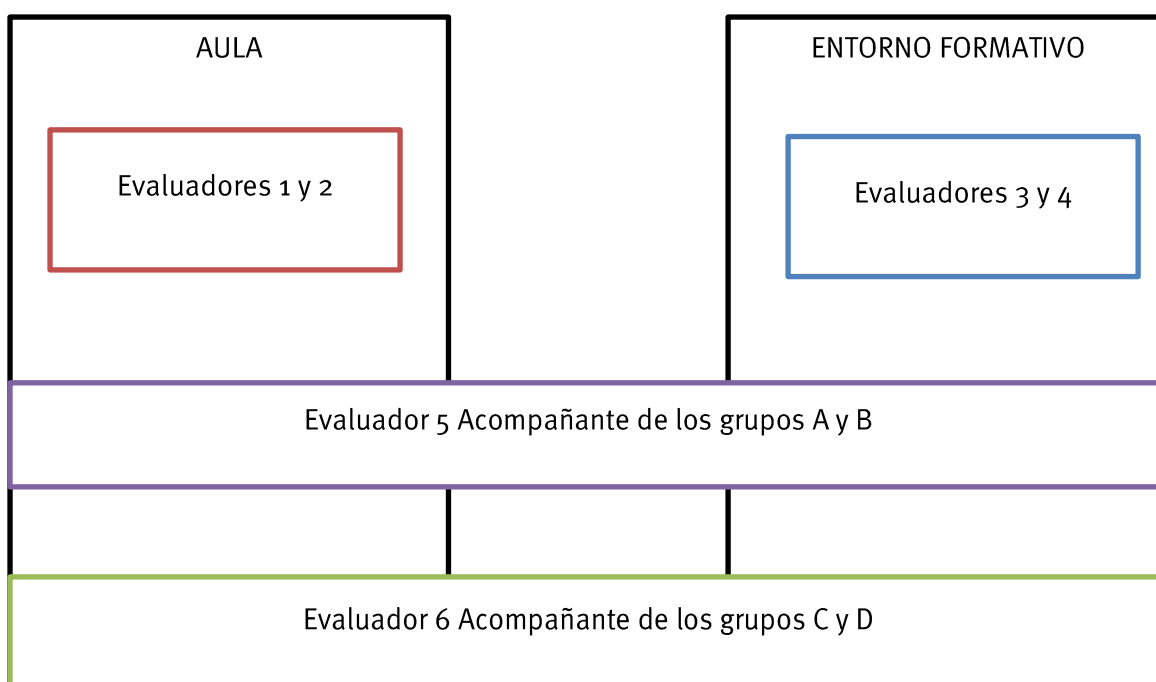 AULA
ENTORNO FORMATIVO
Evaluadores 1 y 2
Evaluadores 3 y 4
Evaluador 5 Acompañante de los grupos A y B
Evaluador 6 Acompañante de los grupos C y D